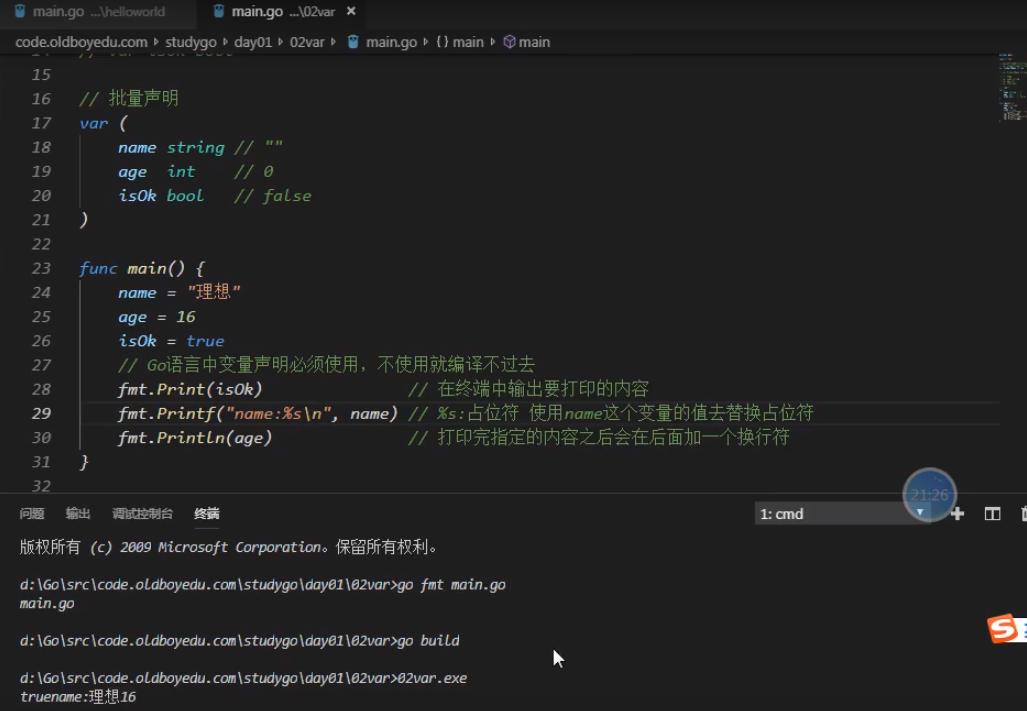 main.go ...\helloworld
main.go ...\02var
code.oldboyedu.com studygo day01 02var main.go {} main main
15
16 // 批量声明
17 var (
18 name string // ""
19 age int // 0
20 isOk bool // false
21 )
22
23 func main() {
24 name = "理想"
25 age = 16
26 isOk = true
27 // Go语言中变量声明必须使用，不使用就编译不过去
28 fmt.Print(isOk) // 在终端中输出要打印的内容
29 fmt.Printf("name:%s\n", name) // %s:占位符 使用name这个变量的值去替换占位符
30 fmt.Println(age) // 打印完指定的内容之后会在后面加一个换行符
31 }
32
21:26
问题 输出 调试控制台 终端 1: cmd
版权所有 (c) 2009 Microsoft Corporation。保留所有权利。
d:\Go\src\code.oldboyedu.com\studygo\day01\02var>go fmt main.go
main.go
d:\Go\src\code.oldboyedu.com\studygo\day01\02var>go build
d:\Go\src\code.oldboyedu.com\studygo\day01\02var>02var.exe
truename:理想16